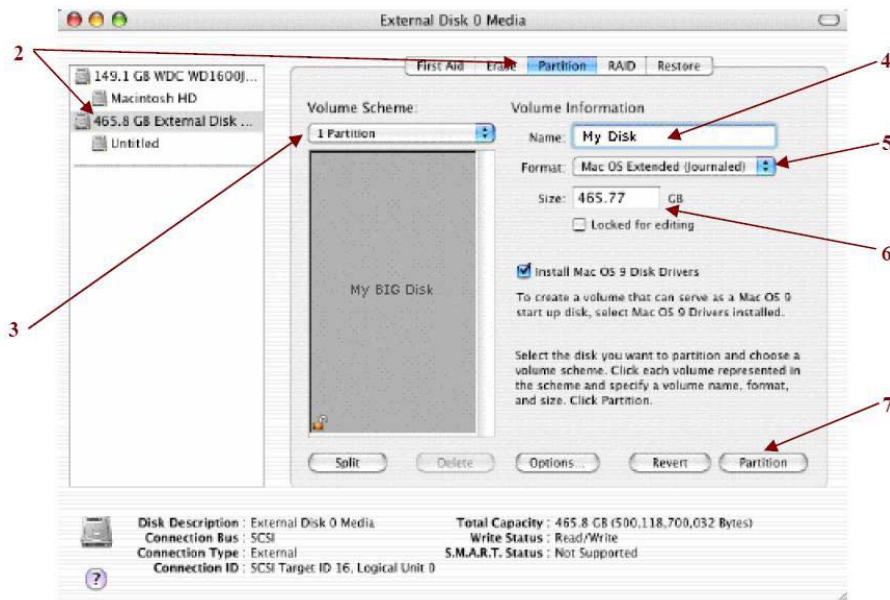 External Disk 0 Media
2
149.1 GB WDC WD1600J...
Macintosh HD
465.8 GB External Disk ...
Untitled
First Aid Erase Partition RAID Restore
4
Volume Scheme:
1 Partition
3
My BIG Disk
Volume Information
Name: My Disk
5
Format: Mac OS Extended (Journaled)
Size: 465.77 GB
Locked for editing
6
Install Mac OS 9 Disk Drivers
To create a volume that can serve as a Mac OS 9
start up disk, select Mac OS 9 Drivers installed.
Select the disk you want to partition and choose a
volume scheme. Click each volume represented in
the scheme and specify a volume name, format,
and size. Click Partition.
7
Split Delete Options... Revert Partition
Disk Description : External Disk 0 Media
Connection Bus : SCSI
Connection Type : External
Connection ID : SCSI Target ID 16, Logical Unit 0
Total Capacity : 465.8 GB (500,118,700,032 Bytes)
Write Status : Read/Write
S.M.A.R.T. Status : Not Supported
?